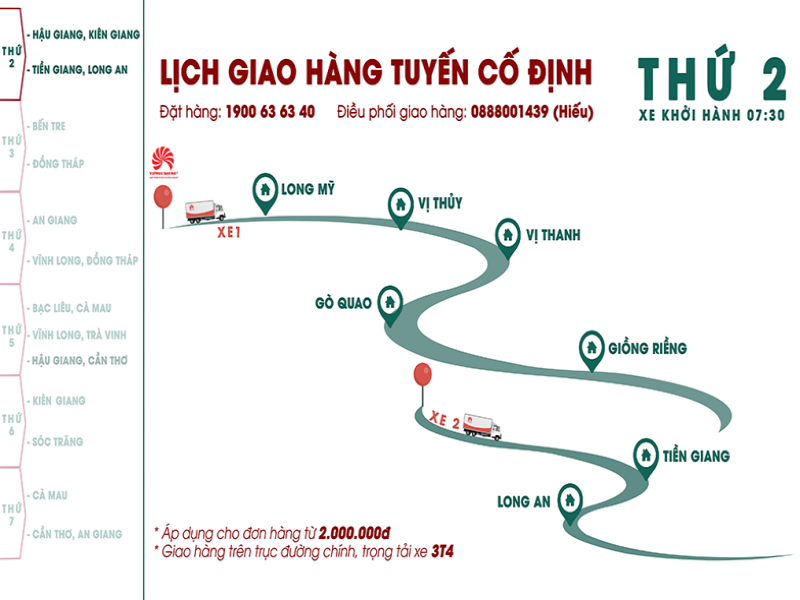 THỨ 2
- HẬU GIANG, KIÊN GIANG
- TIỀN GIANG, LONG AN
THỨ 3
- BẾN TRE
- ĐỒNG THÁP
THỨ 4
- AN GIANG
- VĨNH LONG, ĐỒNG THÁP
THỨ 5
- BẠC LIÊU, CÀ MAU
- VĨNH LONG, TRÀ VINH
- HẬU GIANG, CẦN THƠ
THỨ 6
- KIÊN GIANG
- SÓC TRĂNG
THỨ 7
- CÀ MAU
- CẦN THƠ, AN GIANG
LỊCH GIAO HÀNG TUYẾN CỐ ĐỊNH
Đặt hàng: 1900 63 63 40 Điều phối giao hàng: 0888001439 (Hiếu)
THỨ 2
XE KHỞI HÀNH 07:30
LONG MỸ
VỊ THỦY
XE1
VỊ THANH
GÒ QUAO
GIỒNG RIỀNG
XE 2
TIỀN GIANG
LONG AN
* Áp dụng cho đơn hàng từ 2.000.000đ
* Giao hàng trên trục đường chính, trọng tải xe 3T4